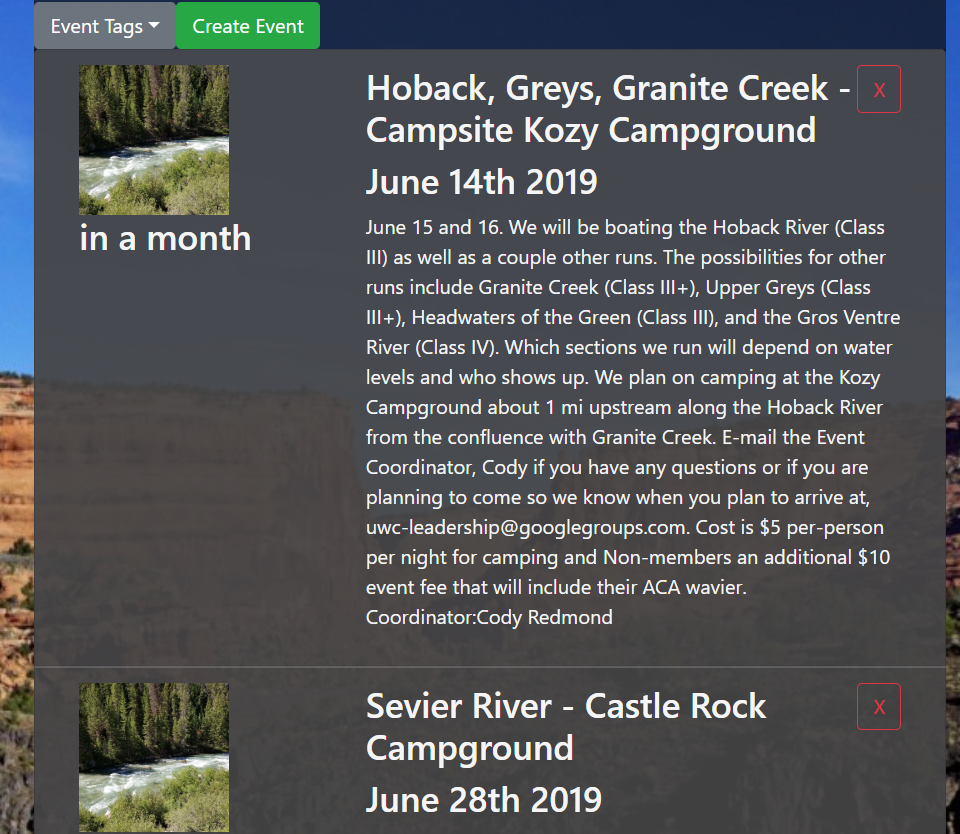 Event Tags Create Event
Hoback, Greys, Granite Creek - X
Campsite Kozy Campground
June 14th 2019
in a month
June 15 and 16. We will be boating the Hoback River (Class
III) as well as a couple other runs. The possibilities for other
runs include Granite Creek (Class III+), Upper Greys (Class
III+), Headwaters of the Green (Class III), and the Gros Ventre
River (Class IV). Which sections we run will depend on water
levels and who shows up. We plan on camping at the Kozy
Campground about 1 mi upstream along the Hoback River
from the confluence with Granite Creek. E-mail the Event
Coordinator, Cody if you have any questions or if you are
planning to come so we know when you plan to arrive at,
uwc-leadership@googlegroups.com. Cost is $5 per-person
per night for camping and Non-members an additional $10
event fee that will include their ACA wavier.
Coordinator:Cody Redmond
Sevier River - Castle Rock X
Campground
June 28th 2019